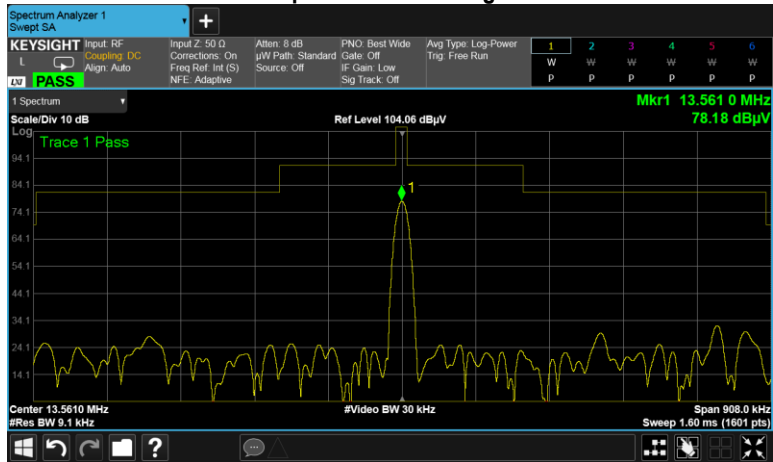 Spectrum Analyzer 1
Swept SA
+
KEYSIGHT Input: RF Input Z: 50 Ω Atten: 8 dB PNO: Best Wide Avg Type: Log-Power 1 2 3 4 5 6
L Coupling: DC Corrections: On µW Path: Standard Gate: Off Trig: Free Run W W W W W W
Align: Auto Freq Ref: Int (S) Source: Off IF Gain: Low P P P P P P
LXI PASS NFE: Adaptive Sig Track: Off
1 Spectrum Mkr1 13.561 0 MHz
Scale/Div 10 dB Ref Level 104.06 dBµV 78.18 dBµV
Log
Trace 1 Pass
94.1
84.1
1
74.1
64.1
54.1
44.1
34.1
24.1
14.1
Center 13.5610 MHz #Video BW 30 kHz Span 908.0 kHz
#Res BW 9.1 kHz Sweep 1.60 ms (1601 pts)
?